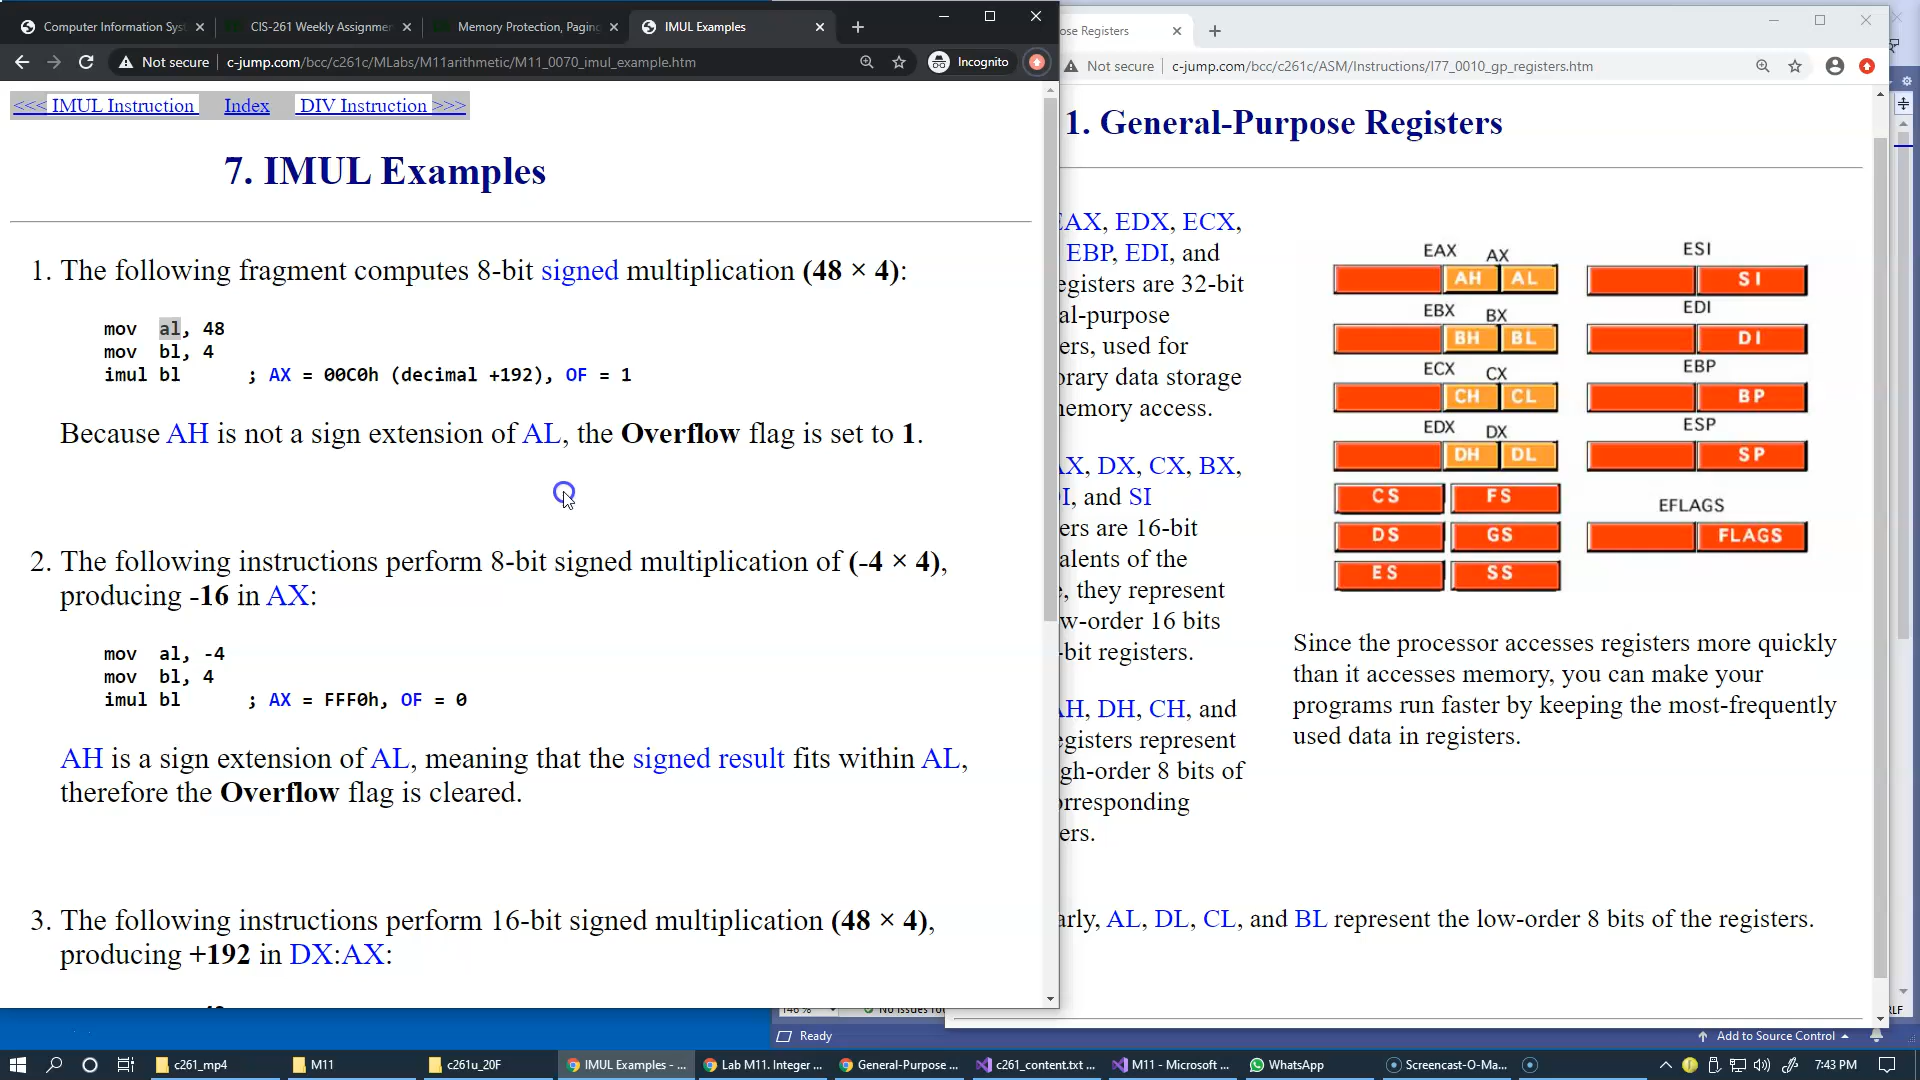 Computer Information Sys
CIS-261 Weekly Assignmen
Memory Protection, Paging
IMUL Examples
Not secure
c-jump.com/bcc/c261c/MLabs/M11arithmetic/M11_0070_imul_example.htm
Incognito
<<< IMUL Instruction Index DIV Instruction >>>
7. IMUL Examples
1. The following fragment computes 8-bit signed multiplication (48 × 4):
mov al, 48
mov bl, 4
imul bl ; AX = 00C0h (decimal +192), OF = 1
Because AH is not a sign extension of AL, the Overflow flag is set to 1.
2. The following instructions perform 8-bit signed multiplication of (-4 × 4),
producing -16 in AX:
mov al, -4
mov bl, 4
imul bl ; AX = FFF0h, OF = 0
AH is a sign extension of AL, meaning that the signed result fits within AL,
therefore the Overflow flag is cleared.
3. The following instructions perform 16-bit signed multiplication (48 × 4),
producing +192 in DX:AX:
ose Registers
Not secure
c-jump.com/bcc/c261c/ASM/Instructions/I77_0010_gp_registers.htm
1. General-Purpose Registers
EAX, EDX, ECX,
EBP, EDI, and
egisters are 32-bit
al-purpose
ers, used for
orary data storage
nemory access.
AX, DX, CX, BX,
I, and SI
ers are 16-bit
alents of the
, they represent
w-order 16 bits
-bit registers.
AH, DH, CH, and
egisters represent
gh-order 8 bits of
orresponding
ers.
EAX AX
AH AL
EBX BX
BH BL
ECX CX
CH CL
EDX DX
DH DL
CS FS
DS GS
ES SS
ESI
SI
EDI
DI
EBP
BP
ESP
SP
EFLAGS
FLAGS
Since the processor accesses registers more quickly
than it accesses memory, you can make your
programs run faster by keeping the most-frequently
used data in registers.
arly, AL, DL, CL, and BL represent the low-order 8 bits of the registers.
146 %
No issues fou
RLF
Ready
Add to Source Control
c261_mp4
M11
c261u_20F
IMUL Examples - ...
Lab M11. Integer ...
General-Purpose ...
c261_content.txt ...
M11 - Microsoft ...
WhatsApp
Screencast-O-Ma...
7:43 PM